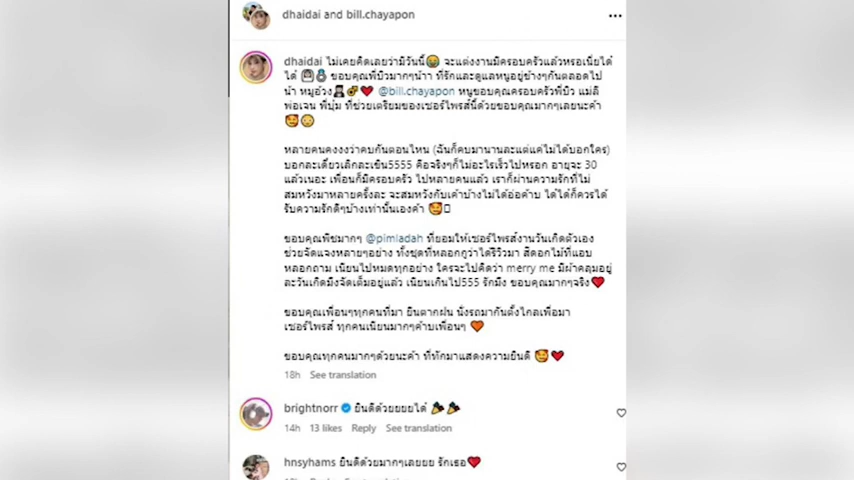 dhaidai and bill.chayapon
dhaidai ไม่เคยคิดเลยว่ามีวันนี้😭 จะแต่งงานมีครอบครัวแล้วหรอเนี่ยได้
ได้ 👰💍 ขอบคุณพี่บิวมากๆน้าา ที่รักและดูแลหนูอยู่ข้างๆกันตลอดไป
น้า หมูอ้วง ❤️ @bill.chayapon หนูขอบคุณครอบครัวพี่บิว แม่ลี
พ่อเจน พี่บุ๋ม ที่ช่วยเตรียมของเซอร์ไพรส์นี้ด้วยขอบคุณมากๆเลยนะค้า
🥰🥹
หลายคนคงงงว่าคบกันตอนไหน (ฉันก็คบมานานละแต่แค่ไม่ได้บอกใคร)
บอกละเดี๋ยวเลิกละเขิน5555 คือจริงๆก็ไม่อะไรเร็วไปหรอก อายุจะ 30
แล้วเนอะ เพื่อนก็มีครอบครัว ไปหลายคนแล้ว เราก็ผ่านความรักที่ไม่
สมหวังมาหลายครั้งละ จะสมหวังกับเค้าบ้างไม่ได้อ่อค้าบ ได้ได้ก็ควรได้
รับความรักดีๆบ้างเท่านั้นเองค้า 🥰
ขอบคุณพีชมากๆ @pimladah ที่ยอมให้เซอร์ไพรส์งานวันเกิดตัวเอง
ช่วยจัดแจงหลายๆอย่าง ทั้งชุดที่หลอกกูว่าได้รีวิวมา สีดอกไม้ที่แอบ
หลอกถาม เนียนไปหมดทุกอย่าง ใครจะไปคิดว่า merry me มีผ้าคลุมอยู่
ละวันเกิดมึงจัดเต็มอยู่แล้ว เนียนเกินไป555 รักมึง ขอบคุณมากๆจริง❤️
ขอบคุณเพื่อนๆทุกคนที่มา ยืนตากฝน นั่งรถมากันตั้งไกลเพื่อมา
เซอร์ไพรส์ ทุกคนเนียนมากๆค้าบเพื่อนๆ 🧡
ขอบคุณทุกคนมากๆด้วยนะค้า ที่ทักมาแสดงความยินดี 🥰❤️
18h See translation
brightnorr ยินดีด้วยยยยได๋ 🎉🎉
14h 13 likes Reply See translation
hnsyhams ยินดีด้วยมากๆเลยยย รักเธอ❤️